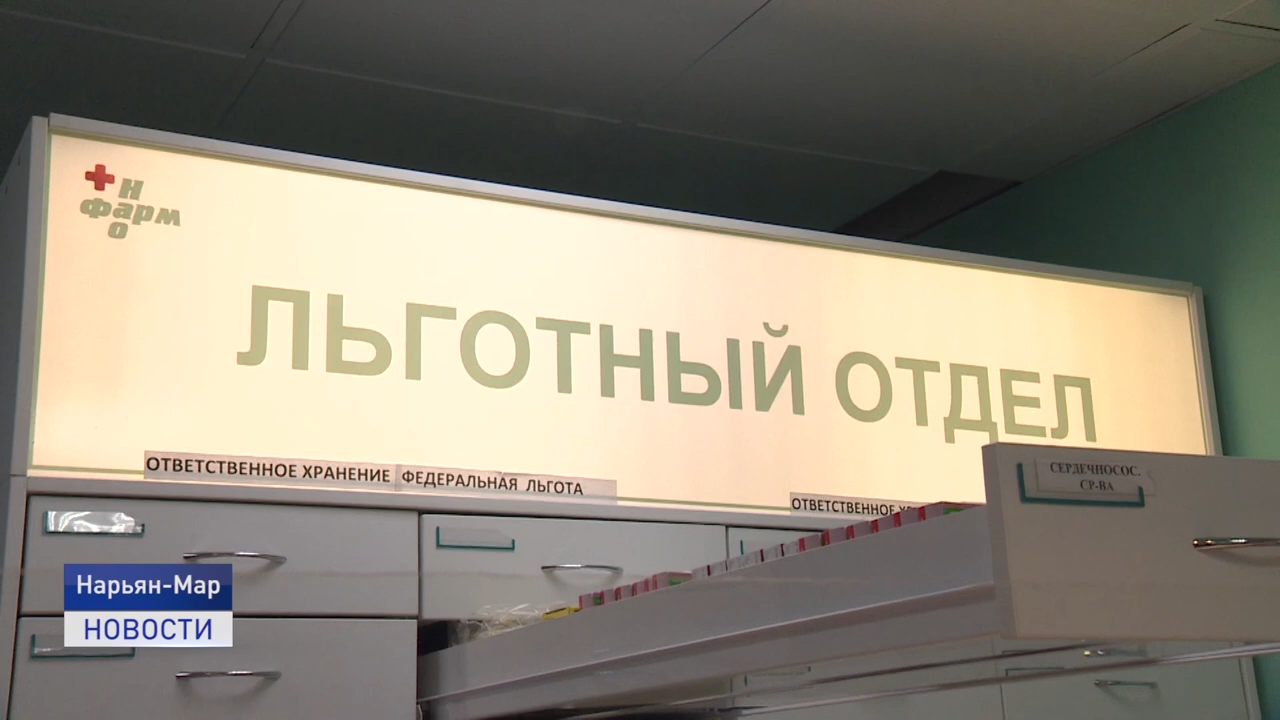 Н
фарм
о
ЛЬГОТНЫЙ ОТДЕЛ
ОТВЕТСТВЕННОЕ ХРАНЕНИЕ ФЕДЕРАЛЬНАЯ ЛЬГОТА
ОТВЕТСТВЕННОЕ
СЕРДЕЧНОСОС.
СР-ВА
Нарьян-Мар
НОВОСТИ